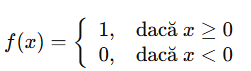 f(x) = { 1, dacă x ≥ 0
0, dacă x < 0